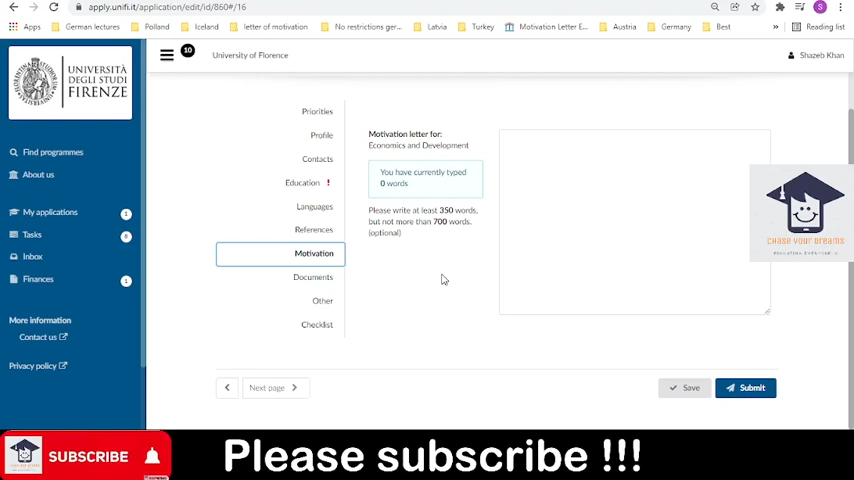 apply.unifi.it/application/edit/id/860#/16
Apps
German lectures
Polland
Iceland
letter of motivation
No restrictions ger...
Latvia
Turkey
Motivation Letter E...
Austria
Germany
Best
»
Reading list
UNIVERSITÀ
DEGLI STUDI
FIRENZE
10
University of Florence
Shazeb Khan
Find programmes
About us
My applications 1
Tasks 8
Inbox
Finances 1
More information
Contact us
Privacy policy
Priorities
Profile
Contacts
Education !
Languages
References
Motivation
Documents
Other
Checklist
Motivation letter for:
Economics and Development
You have currently typed
0 words
Please write at least 350 words,
but not more than 700 words.
(optional)
CHASE YOUR DREAMS
EDUCATING EVERYONE
Next page
Save
Submit
SUBSCRIBE
Please subscribe !!!